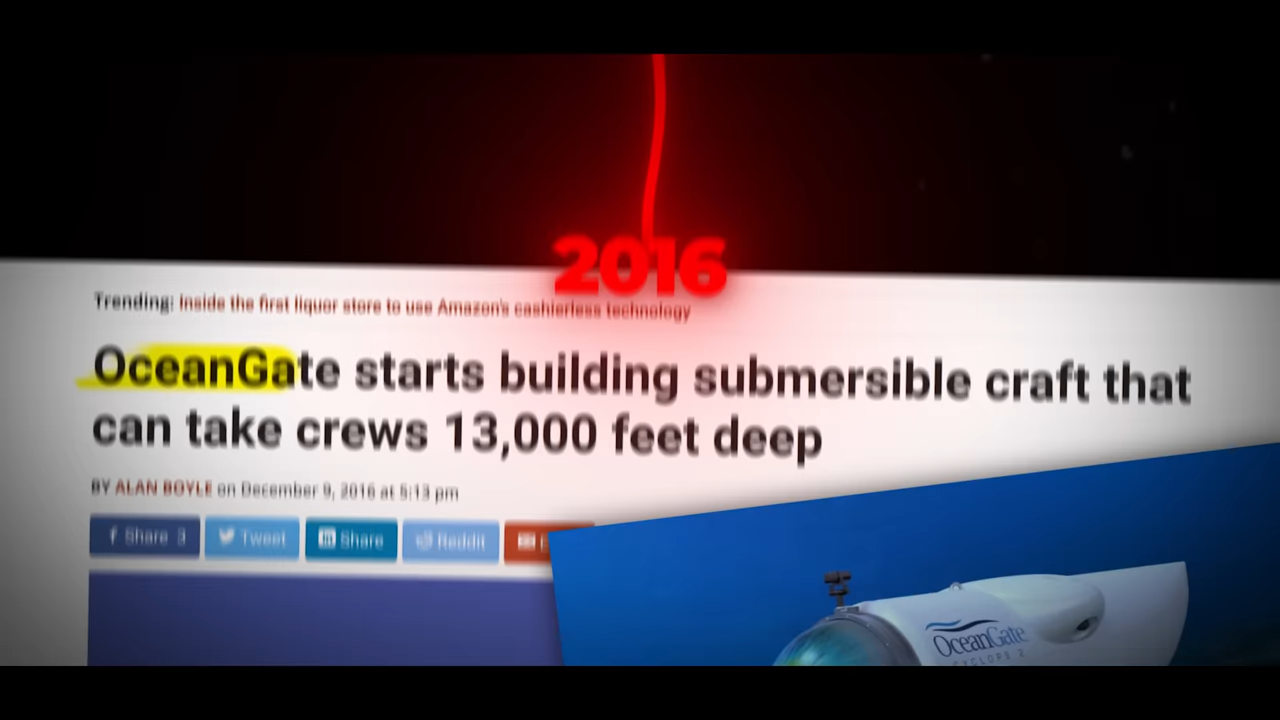 2016
Trending: Inside the first liquor store to use Amazon's cashierless technology
OceanGate starts building submersible craft that
can take crews 13,000 feet deep
BY ALAN BOYLE on December 9, 2016 at 5:13 pm
Share 3
Tweet
Share
Reddit
OceanGate
CYCLOPS 2